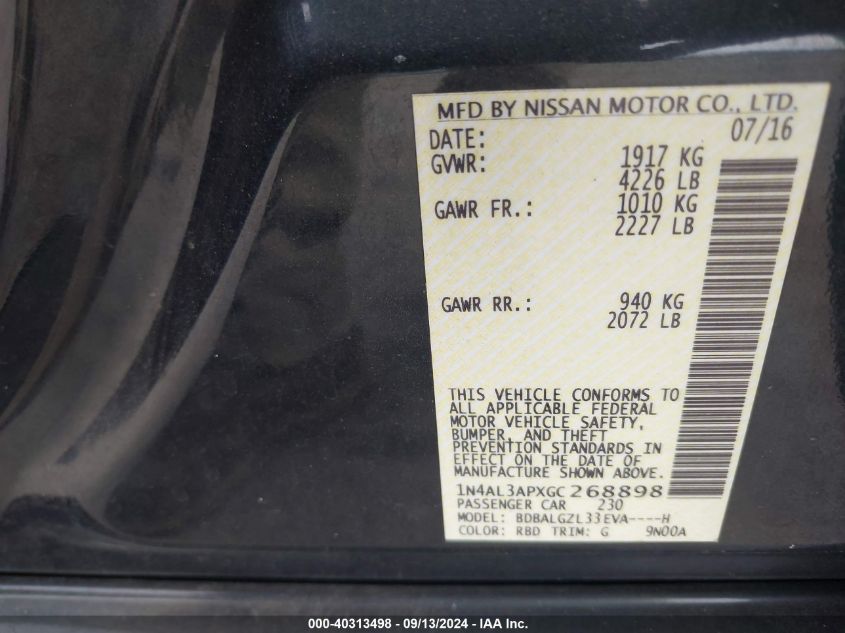 MFD BY NISSAN MOTOR CO., LTD.
DATE: 07/16
GVWR: 1917 KG
4226 LB
GAWR FR.: 1010 KG
2227 LB
GAWR RR.: 940 KG
2072 LB
THIS VEHICLE CONFORMS TO
ALL APPLICABLE FEDERAL
MOTOR VEHICLE SAFETY,
BUMPER, AND THEFT
PREVENTION STANDARDS IN
EFFECT ON THE DATE OF
MANUFACTURE SHOWN ABOVE.
1N4AL3APXGC268898
PASSENGER CAR 230
MODEL: BDBALGZL33EVA----H
COLOR: RBD TRIM: G 9N00A
000-40313498 - 09/13/2024 - IAA Inc.